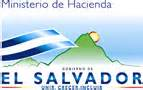 Ministerio de Hacienda
GOBIERNO DE
EL SALVADOR
UNIR, CRECER, INCLUIR